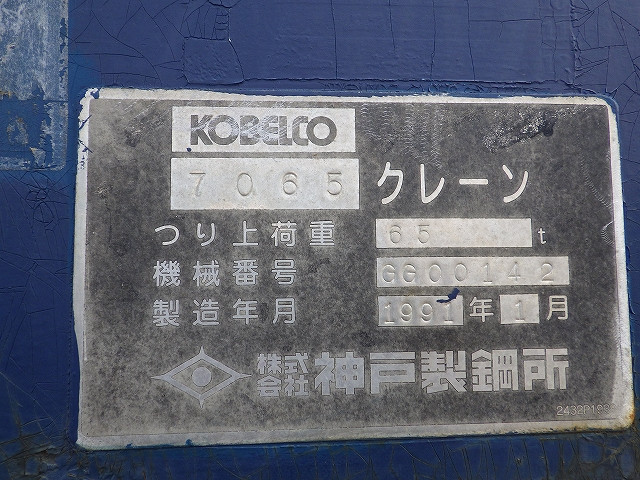 KOBELCO
7065 クレーン
つり上荷重 65 t
機械番号 GG00142
製造年月 1991年1月
株式会社 神戸製鋼所